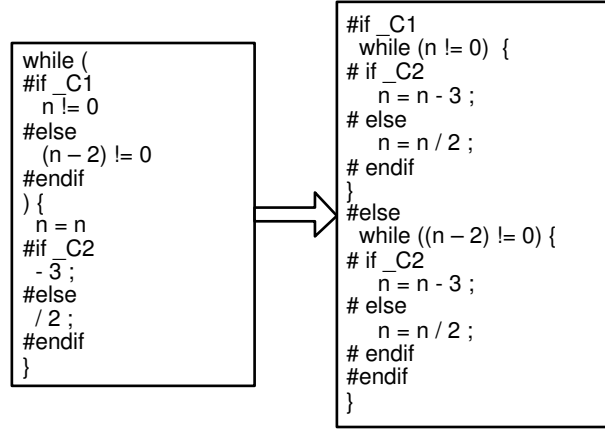 while (
#if _C1
n != 0
#else
(n – 2) != 0
#endif
) {
n = n
#if _C2
- 3 ;
#else
/ 2 ;
#endif
}
#if _C1
while (n != 0) {
# if _C2
n = n - 3 ;
# else
n = n / 2 ;
# endif
}
#else
while ((n – 2) != 0) {
# if _C2
n = n - 3 ;
# else
n = n / 2 ;
# endif
#endif
}